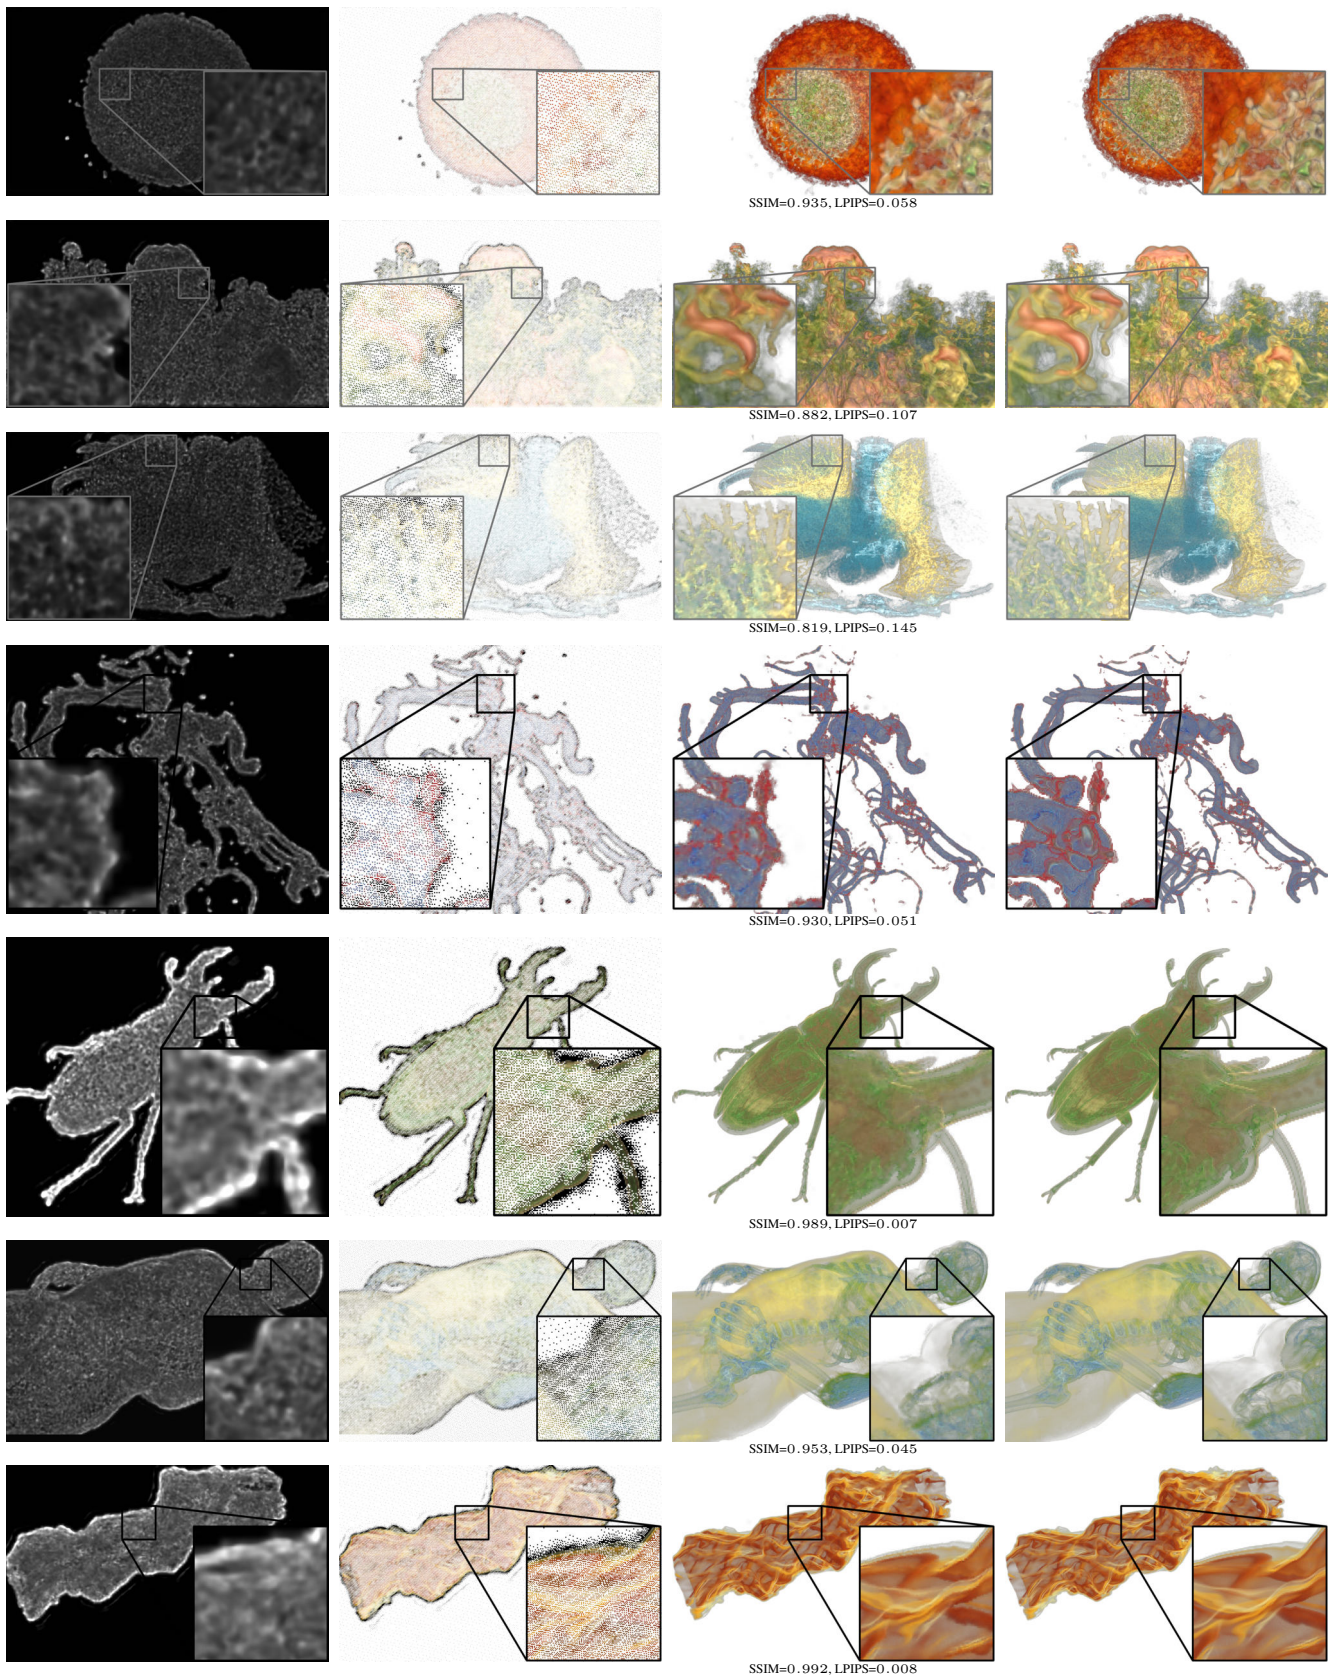 SSIM=0.935, LPIPS=0.058
SSIM=0.882, LPIPS=0.107
SSIM=0.819, LPIPS=0.145
SSIM=0.930, LPIPS=0.051
SSIM=0.989, LPIPS=0.007
SSIM=0.953, LPIPS=0.045
SSIM=0.992, LPIPS=0.008